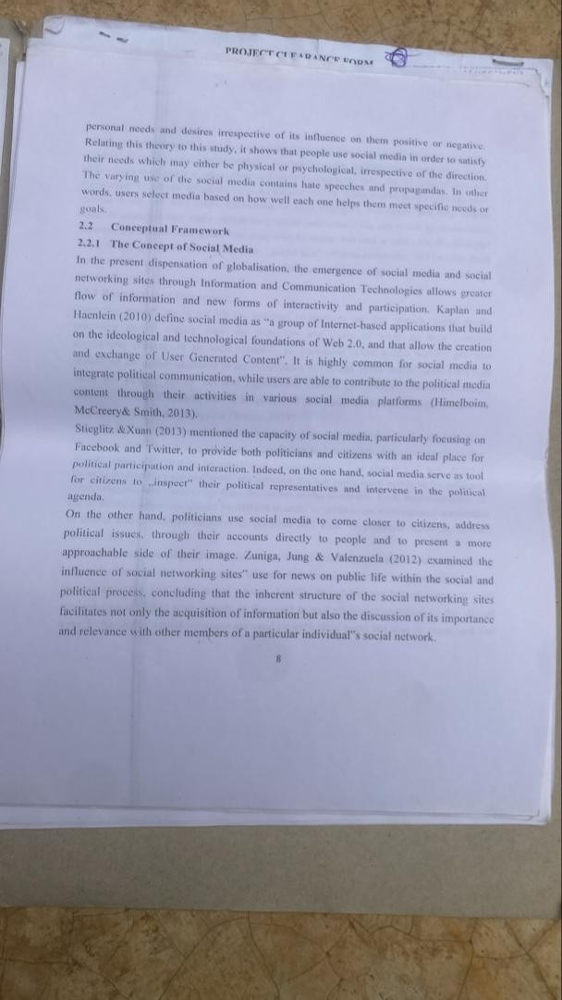 PROJECT CLEARANCE FORM
personal needs and desires irrespective of its influence on them positive or negative.
Relating this theory to this study, it shows that people use social media in order to satisfy
their needs which may either be physical or psychological, irrespective of the direction.
The varying use of the social media contains hate speeches and propagandas. In other
words, users select media based on how well each one helps them meet specific needs or
goals.
2.2 Conceptual Framework
2.2.1 The Concept of Social Media
In the present dispensation of globalisation, the emergence of social media and social
networking sites through Information and Communication Technologies allows greater
flow of information and new forms of interactivity and participation. Kaplan and
Haenlein (2010) define social media as "a group of Internet-based applications that build
on the ideological and technological foundations of Web 2.0, and that allow the creation
and exchange of User Generated Content". It is highly common for social media to
integrate political communication, while users are able to contribute to the political media
content through their activities in various social media platforms (Himelboim,
McCreery& Smith, 2013).
Stieglitz &Xuan (2013) mentioned the capacity of social media, particularly focusing on
Facebook and Twitter, to provide both politicians and citizens with an ideal place for
political participation and interaction. Indeed, on the one hand, social media serve as tool
for citizens to „inspect" their political representatives and intervene in the political
agenda.
On the other hand, politicians use social media to come closer to citizens, address
political issues, through their accounts directly to people and to present a more
approachable side of their image. Zuniga, Jung & Valenzuela (2012) examined the
influence of social networking sites" use for news on public life within the social and
political process, concluding that the inherent structure of the social networking sites
facilitates not only the acquisition of information but also the discussion of its importance
and relevance with other members of a particular individual"s social network.
8